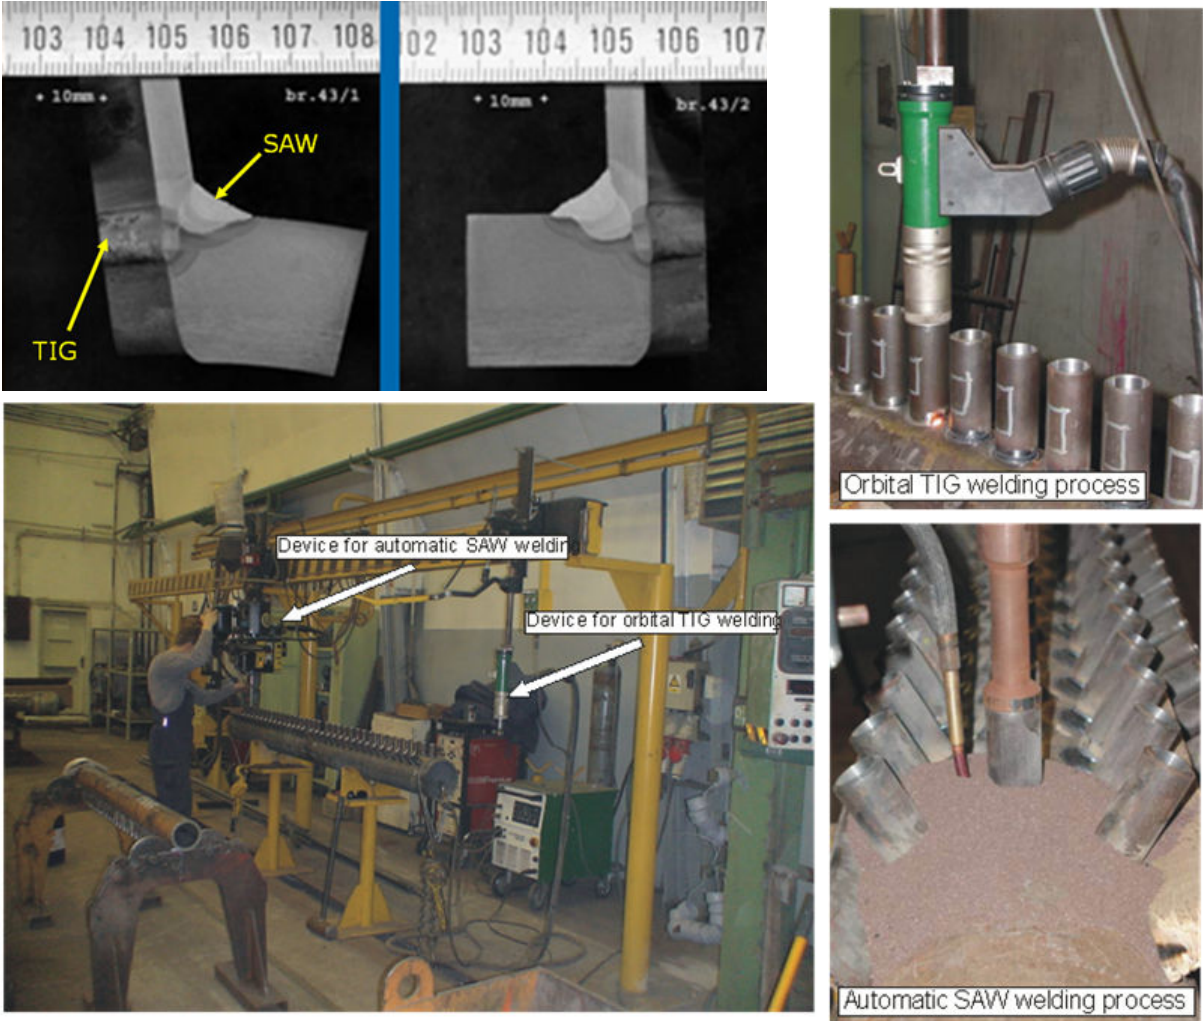 103 104 105 106 107 108
+ 10mm +
br.43/1
SAW
TIG
102 103 104 105 106 107
+ 10mm +
br.43/2
Orbital TIG welding process
Device for automatic SAW welding
Device for orbital TIG welding
Automatic SAW welding process